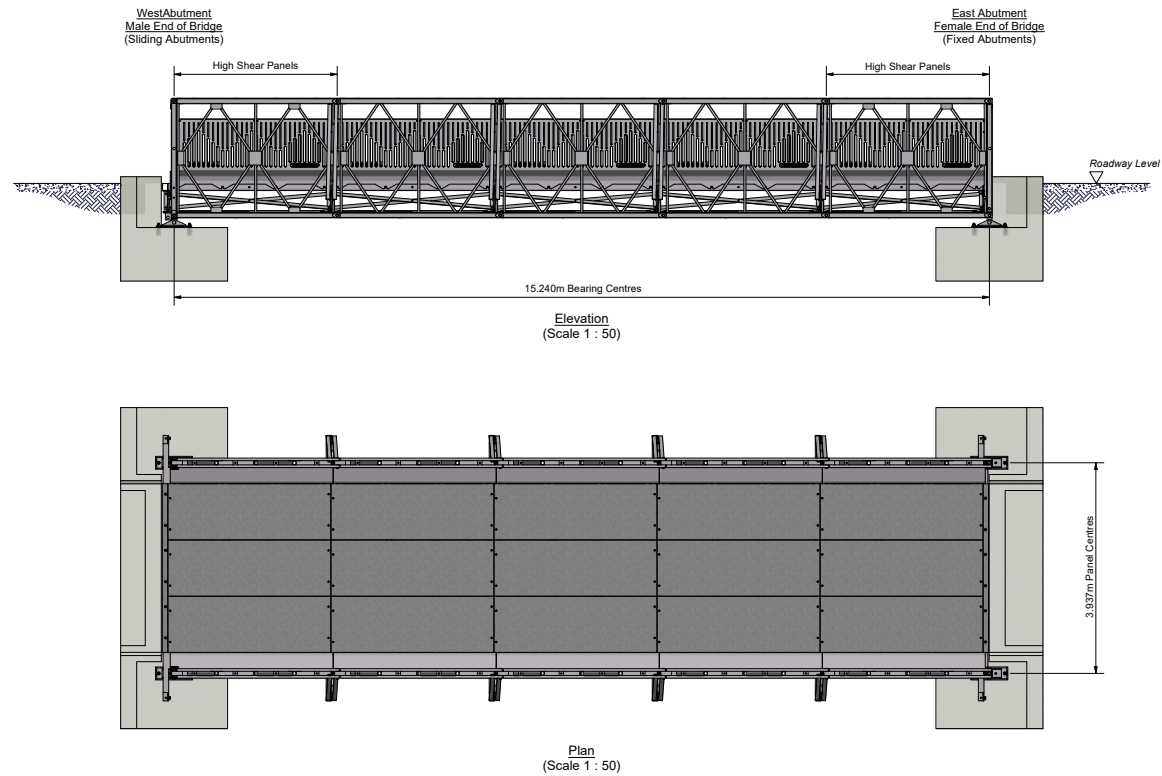 WestAbutment
Male End of Bridge
(Sliding Abutments)
East Abutment
Female End of Bridge
(Fixed Abutments)
High Shear Panels
High Shear Panels
Roadway Level
15.240m Bearing Centres
Elevation
(Scale 1 : 50)
3.937m Panel Centres
Plan
(Scale 1 : 50)